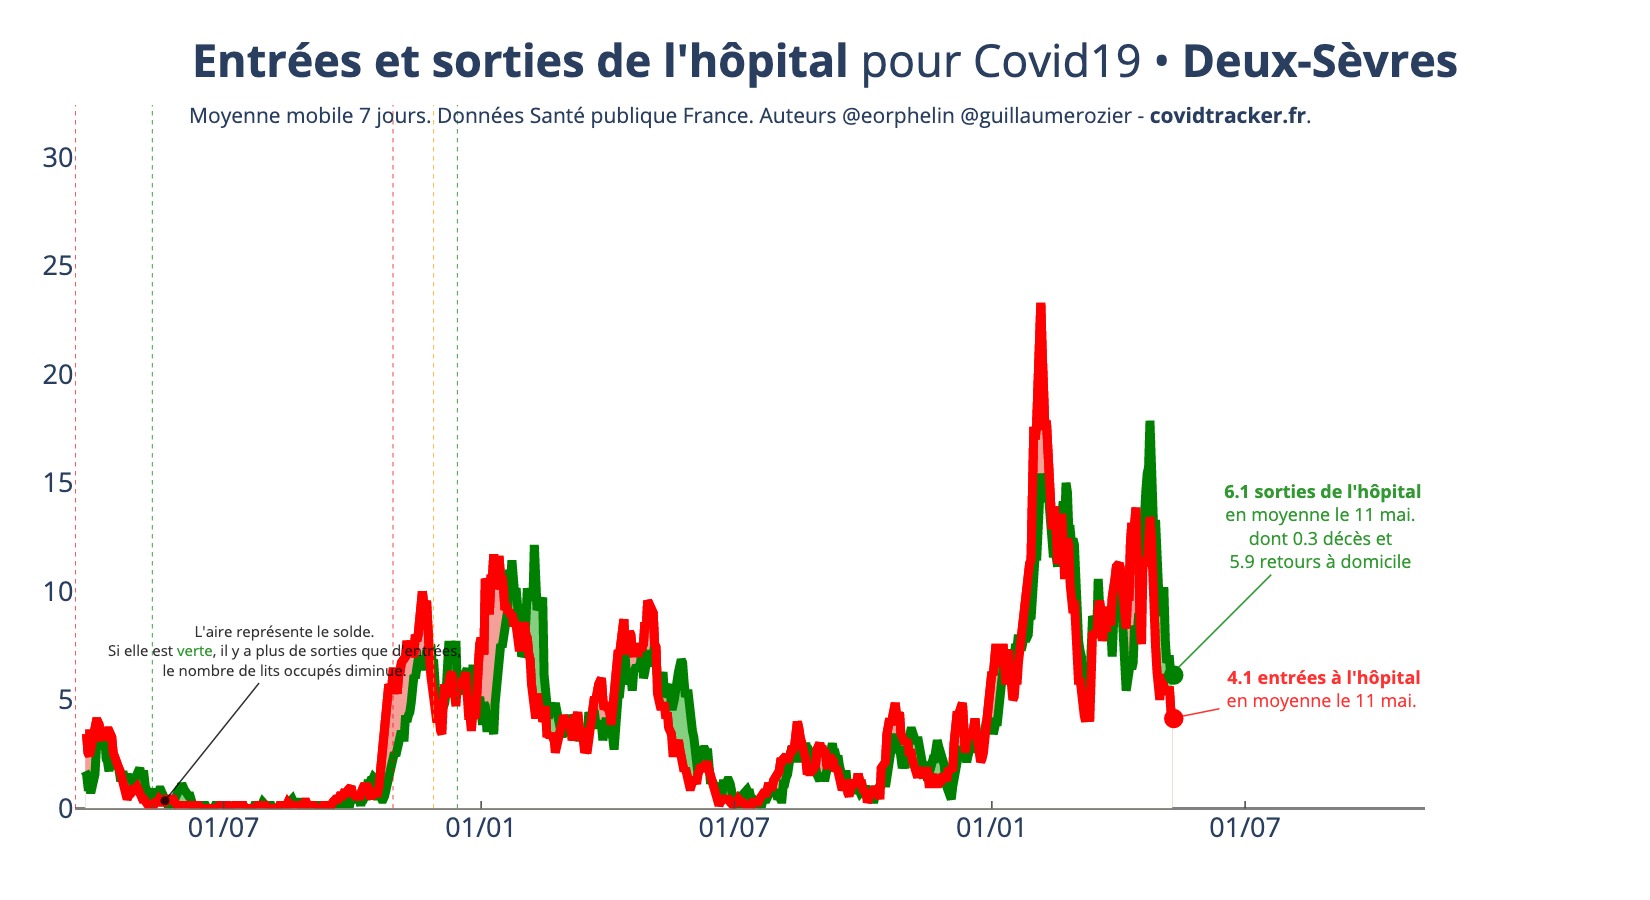 Entrées et sorties de l'hôpital pour Covid19 • Deux-Sèvres
Moyenne mobile 7 jours. Données Santé publique France. Auteurs @eorphelin @guillaumerozier - covidtracker.fr.
30
25
20
15
10
5
0
L'aire représente le solde.
Si elle est verte, il y a plus de sorties que d'entrées,
le nombre de lits occupés diminue.
6.1 sorties de l'hôpital
en moyenne le 11 mai.
dont 0.3 décès et
5.9 retours à domicile
4.1 entrées à l'hôpital
en moyenne le 11 mai.
01/07
01/01
01/07
01/01
01/07